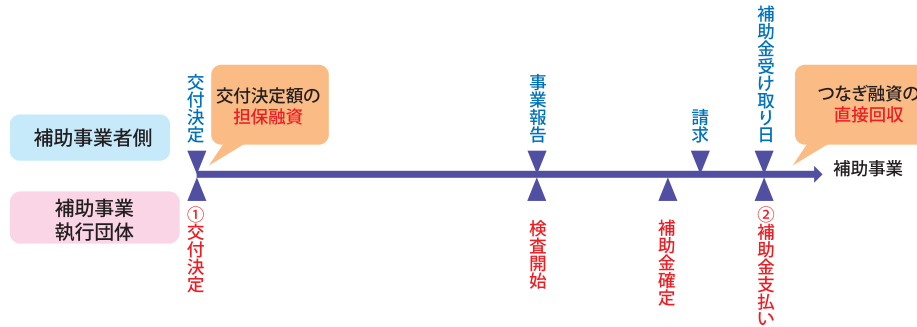 交付決定
交付決定額の
担保融資
事業報告
請求
補助金受け取り日
つなぎ融資の
直接回収
補助事業者側
補助事業
補助事業
執行団体
①交付決定
検査開始
補助金確定
②補助金支払い